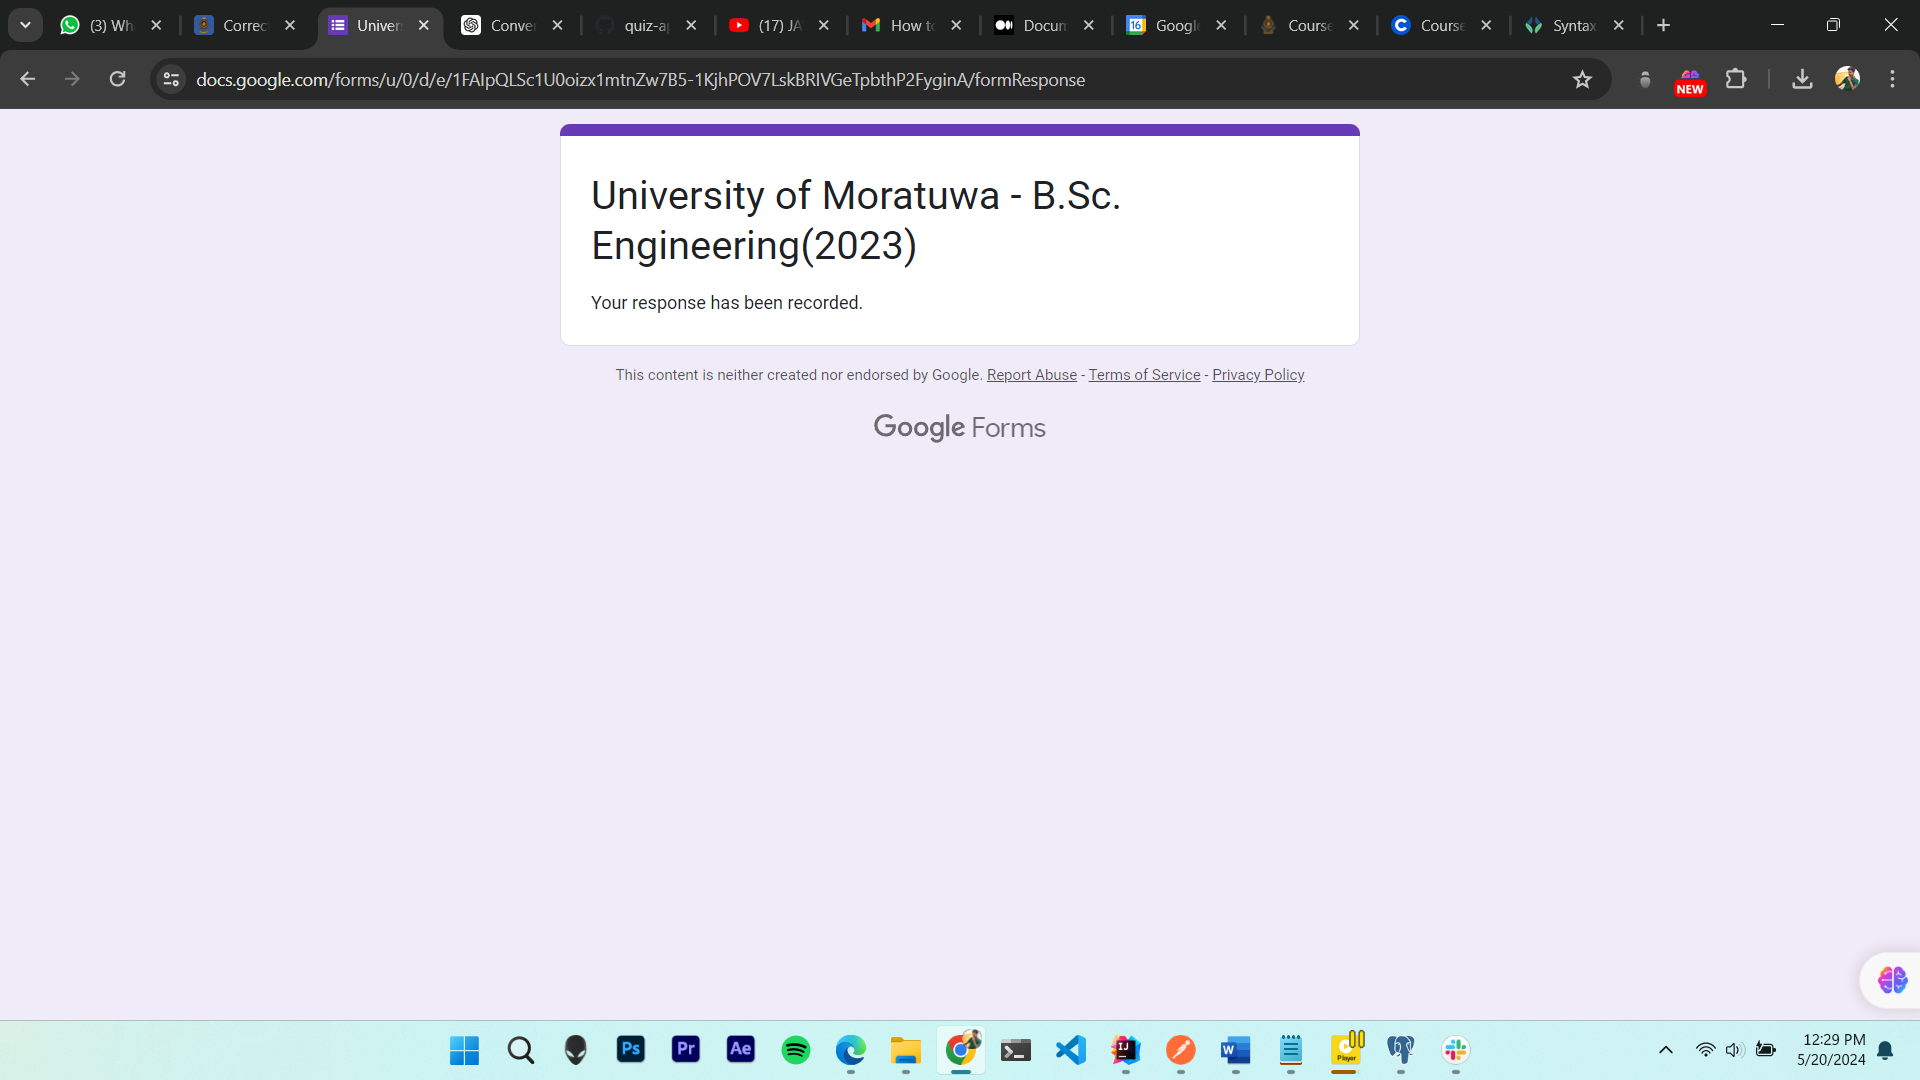 (3) Wh
Correc
Univer
Conver
quiz-a
(17) JA
How to
Docum
16
Google
Course
Course
Syntax
docs.google.com/forms/u/0/d/e/1FAIpQLSc1U0oizx1mtnZw7B5-1KjhPOV7LskBRIVGeTpbthP2FyginA/formResponse
NEW
University of Moratuwa - B.Sc.
Engineering(2023)
Your response has been recorded.
This content is neither created nor endorsed by Google. Report Abuse - Terms of Service - Privacy Policy
Google Forms
Ps
Pr
Ae
IJ
W
Player
12:29 PM
5/20/2024